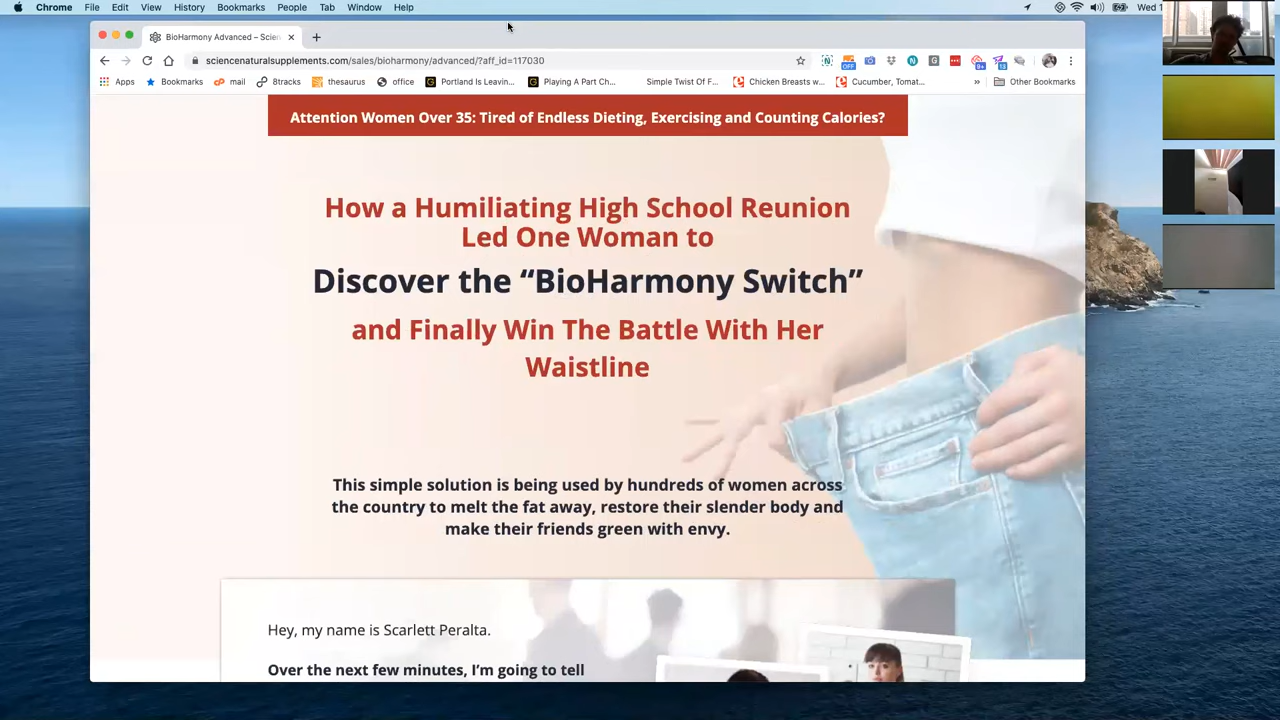 Chrome File Edit View History Bookmarks People Tab Window Help Wed 1
BioHarmony Advanced – Scien
sciencenaturalsupplements.com/sales/bioharmony/advanced/?aff_id=117030
Apps Bookmarks mail 8tracks thesaurus office Portland Is Leavin... Playing A Part Ch... Simple Twist Of F... Chicken Breasts w... Cucumber, Tomat... » Other Bookmarks
Attention Women Over 35: Tired of Endless Dieting, Exercising and Counting Calories?
How a Humiliating High School Reunion
Led One Woman to
Discover the “BioHarmony Switch”
and Finally Win The Battle With Her
Waistline
This simple solution is being used by hundreds of women across
the country to melt the fat away, restore their slender body and
make their friends green with envy.
Hey, my name is Scarlett Peralta.
Over the next few minutes, I’m going to tell